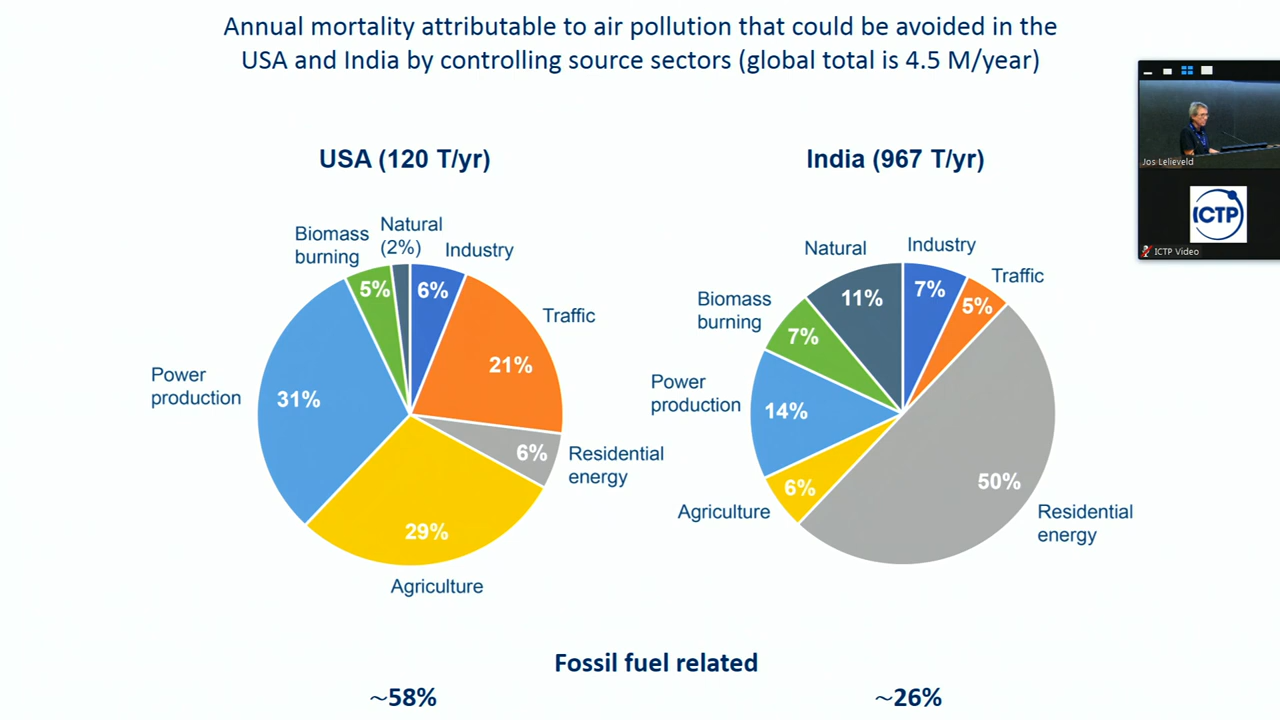 Annual mortality attributable to air pollution that could be avoided in the
USA and India by controlling source sectors (global total is 4.5 M/year)
USA (120 T/yr)
Biomass
burning
Natural
(2%)
Industry
5%
6%
Traffic
21%
Power
production
31%
6%
Residential
energy
29%
Agriculture
India (967 T/yr)
Natural
Industry
Traffic
11%
7%
5%
Biomass
burning
7%
Power
production
14%
6%
Agriculture
50%
Residential
energy
Fossil fuel related
~58%
~26%
Jos Lelieveld
ICTP
ICTP Video